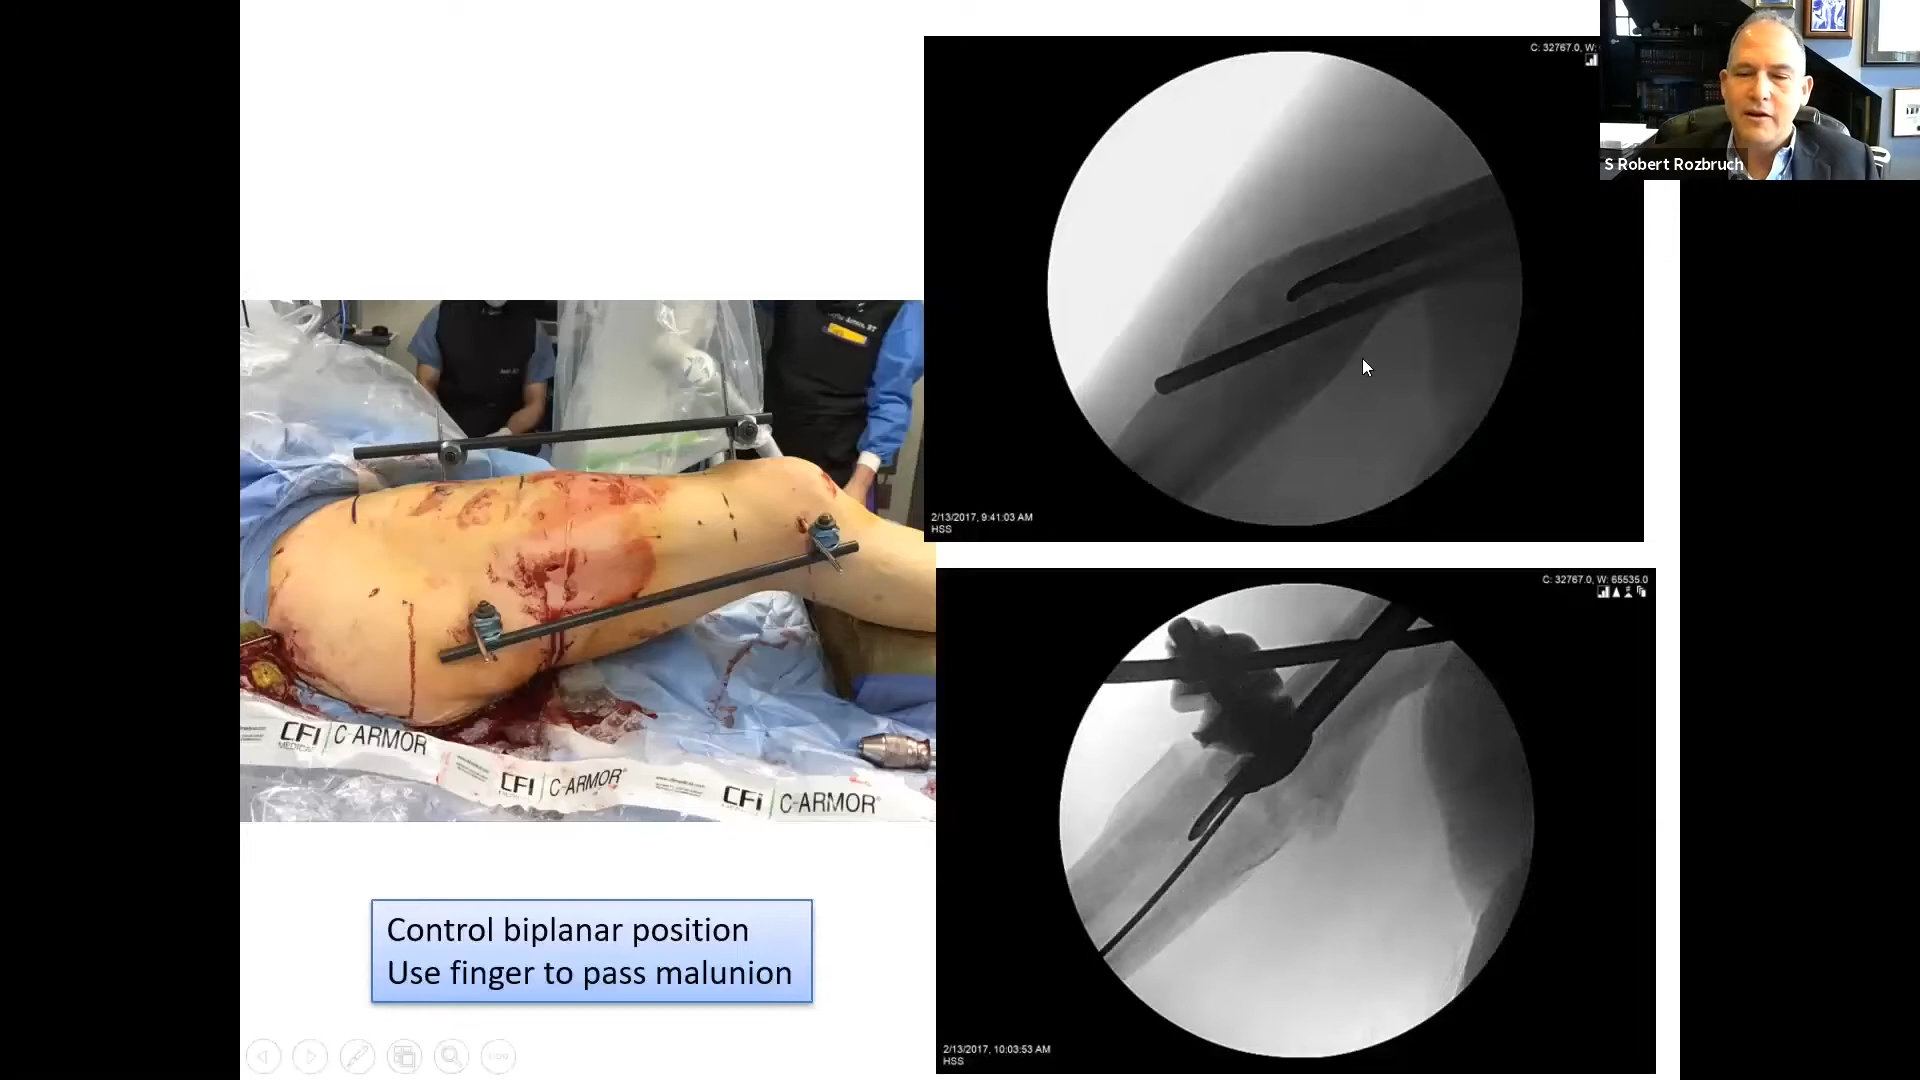 C: 32767.0, W:
S Robert Rozbruch
2/13/2017, 9:41:03 AM
HSS
C: 32767.0, W: 65535.0
CFi
MEDICAL
C-ARMOR
CFi
C-ARMOR
CFi
C-ARMOR
Control biplanar position
Use finger to pass malunion
2/13/2017, 10:03:53 AM
HSS